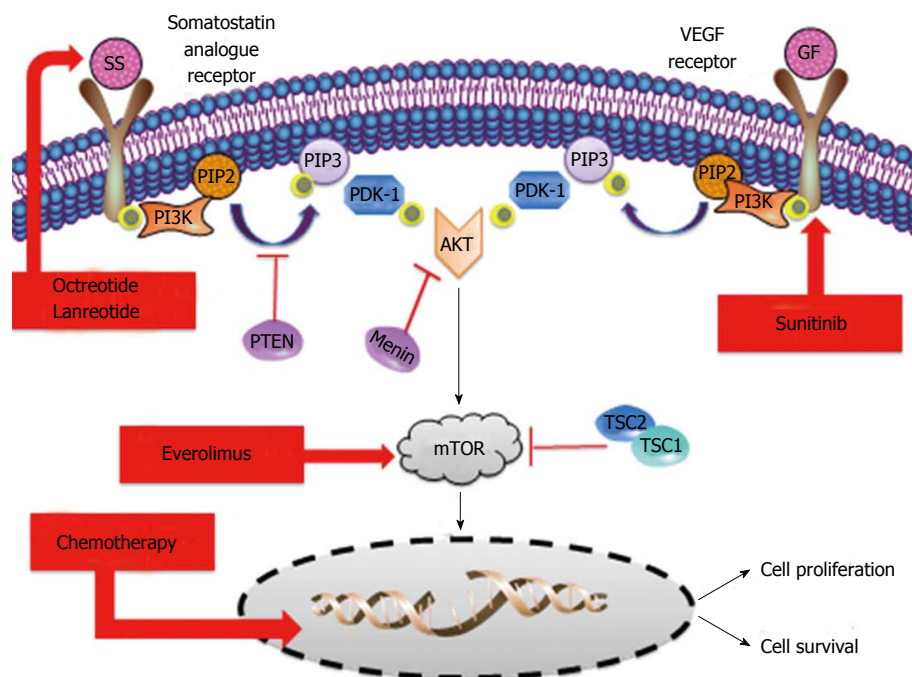 Somatostatin
analogue
receptor
SS
VEGF
receptor
GF
PIP2
PI3K
PIP3
PDK-1
AKT
PDK-1
PIP3
PIP2
PI3K
Octreotide
Lanreotide
PTEN
Menin
Sunitinib
Everolimus
mTOR
TSC2
TSC1
Chemotherapy
Cell proliferation
Cell survival